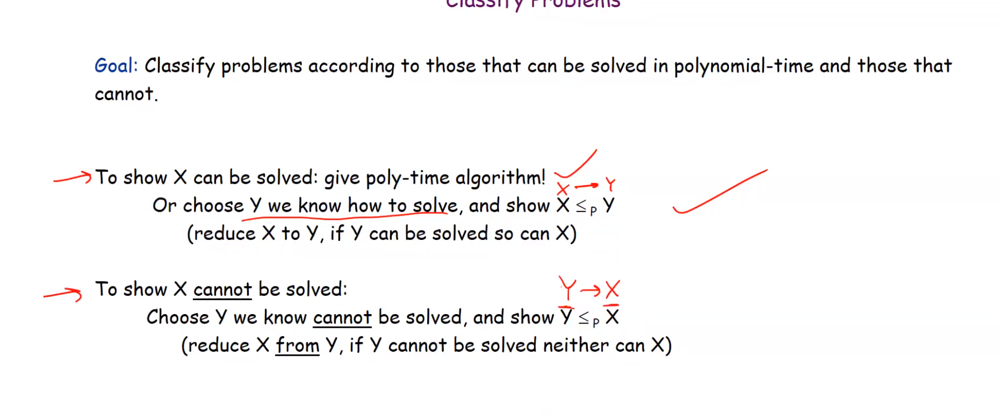 Classify Problems
Goal: Classify problems according to those that can be solved in polynomial-time and those that
cannot.
To show X can be solved: give poly-time algorithm!
X → Y
Or choose Y we know how to solve, and show X ≤p Y
(reduce X to Y, if Y can be solved so can X)
To show X cannot be solved:
Y → X
Choose Y we know cannot be solved, and show Y ≤p X
(reduce X from Y, if Y cannot be solved neither can X)